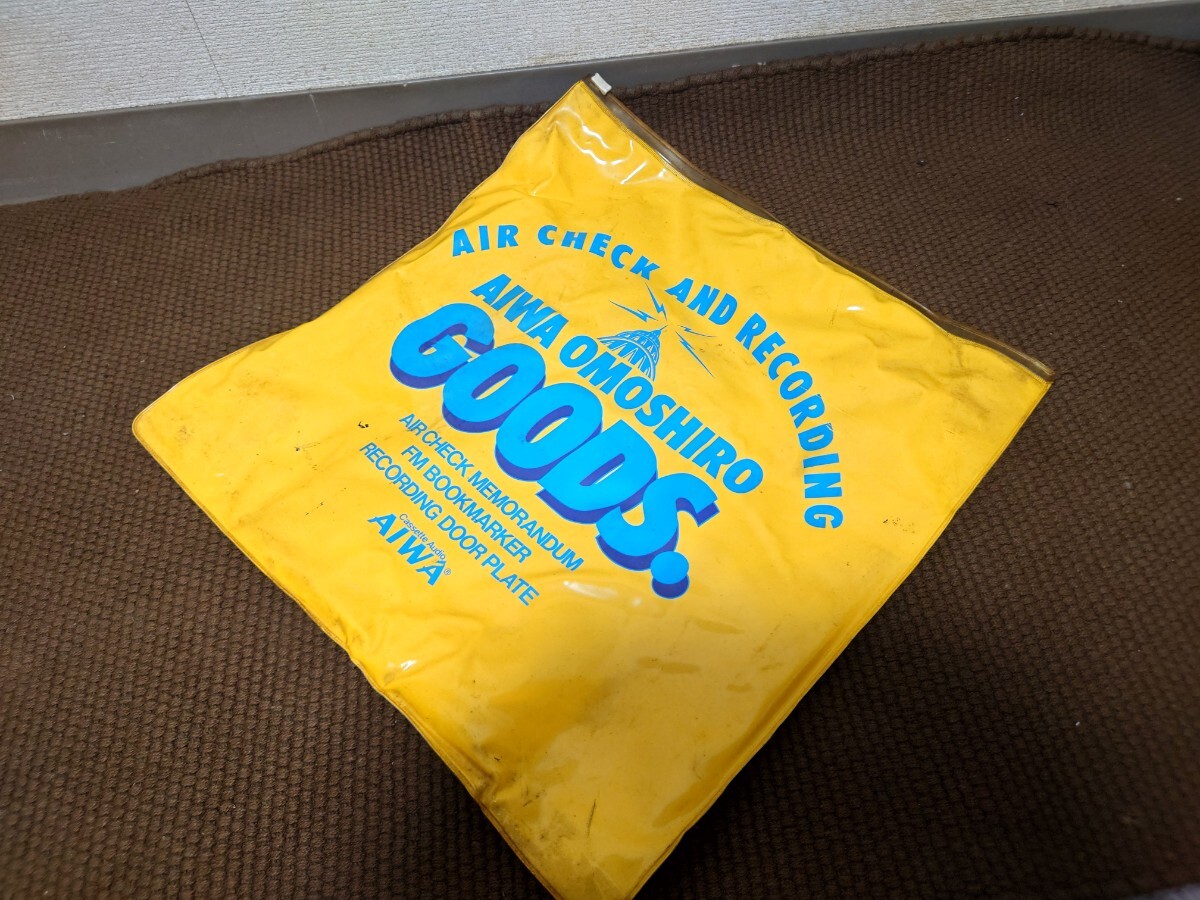 AIR CHECK AND RECORDING
AIWA OMOSHIRO
GOODS.
AIR CHECK MEMORANDUM
FM BOOKMARKER
RECORDING DOOR PLATE
Cassette Audio
AIWA®